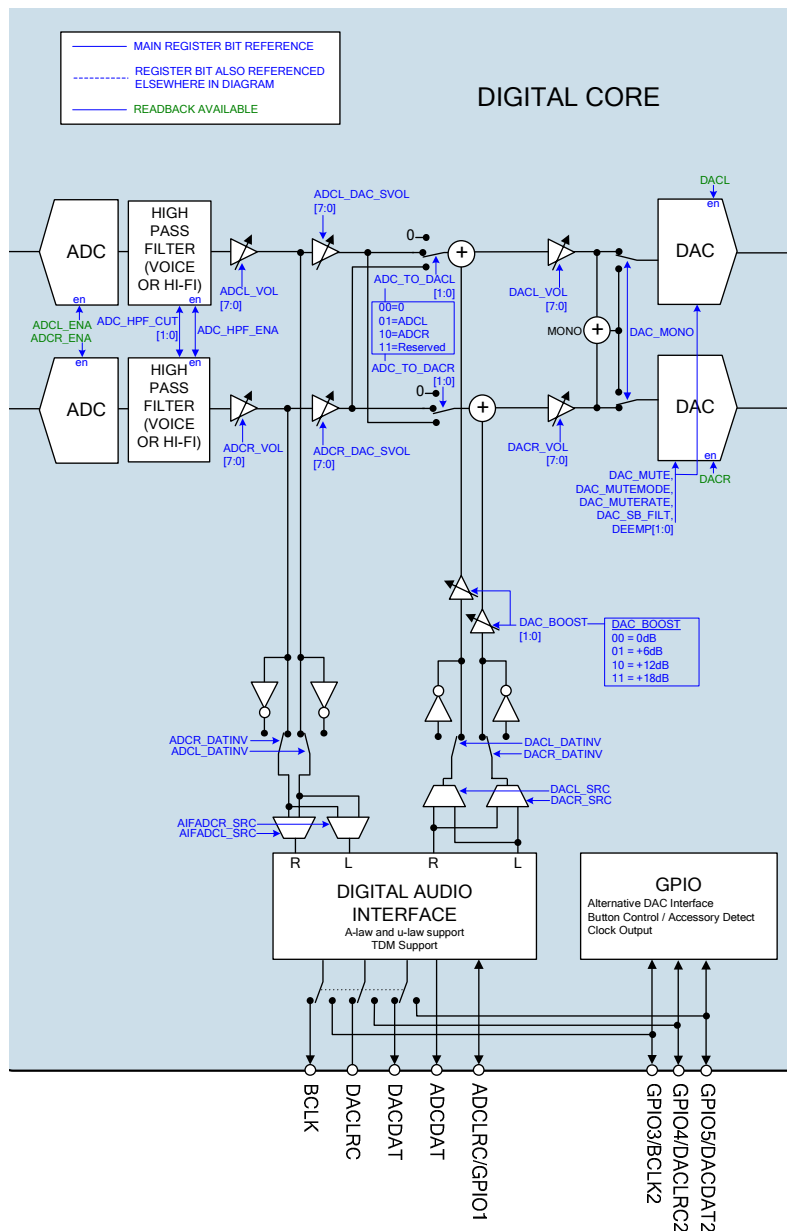 MAIN REGISTER BIT REFERENCE
REGISTER BIT ALSO REFERENCED
ELSEWHERE IN DIAGRAM
READBACK AVAILABLE
DIGITAL CORE
ADC
en
HIGH
PASS
FILTER
(VOICE
OR HI-FI)
en
ADCL_VOL
[7:0]
ADCL_DAC_SVOL
[7:0]
0
ADC_TO_DACL
[1:0]
00=0
01=ADCL
10=ADCR
11=Reserved
ADC_TO_DACR
[1:0]
0
+
DACL_VOL
[7:0]
MONO
+
DAC_MONO
DACL
en
DAC
ADCL_ENA
ADCR_ENA
ADC_HPF_CUT
[1:0]
ADC_HPF_ENA
en
ADC
en
HIGH
PASS
FILTER
(VOICE
OR HI-FI)
ADCR_VOL
[7:0]
ADCR_DAC_SVOL
[7:0]
+
DACR_VOL
[7:0]
DAC
en
DACR
DAC_MUTE,
DAC_MUTEMODE,
DAC_MUTERATE,
DAC_SB_FILT,
DEEMP[1:0]
DAC_BOOST
[1:0]
DAC_BOOST
00 = 0dB
01 = +6dB
10 = +12dB
11 = +18dB
ADCR_DATINV
ADCL_DATINV
DACL_DATINV
DACR_DATINV
DACL_SRC
DACR_SRC
AIFADCR_SRC
AIFADCL_SRC
R
L
R
L
DIGITAL AUDIO
INTERFACE
A-law and u-law support
TDM Support
GPIO
Alternative DAC Interface
Button Control / Accessory Detect
Clock Output
BCLK
DACLRC
DACDAT
ADCDAT
ADCLRC/GPIO1
GPIO3/BCLK2
GPIO4/DACLRC2
GPIO5/DACDAT2